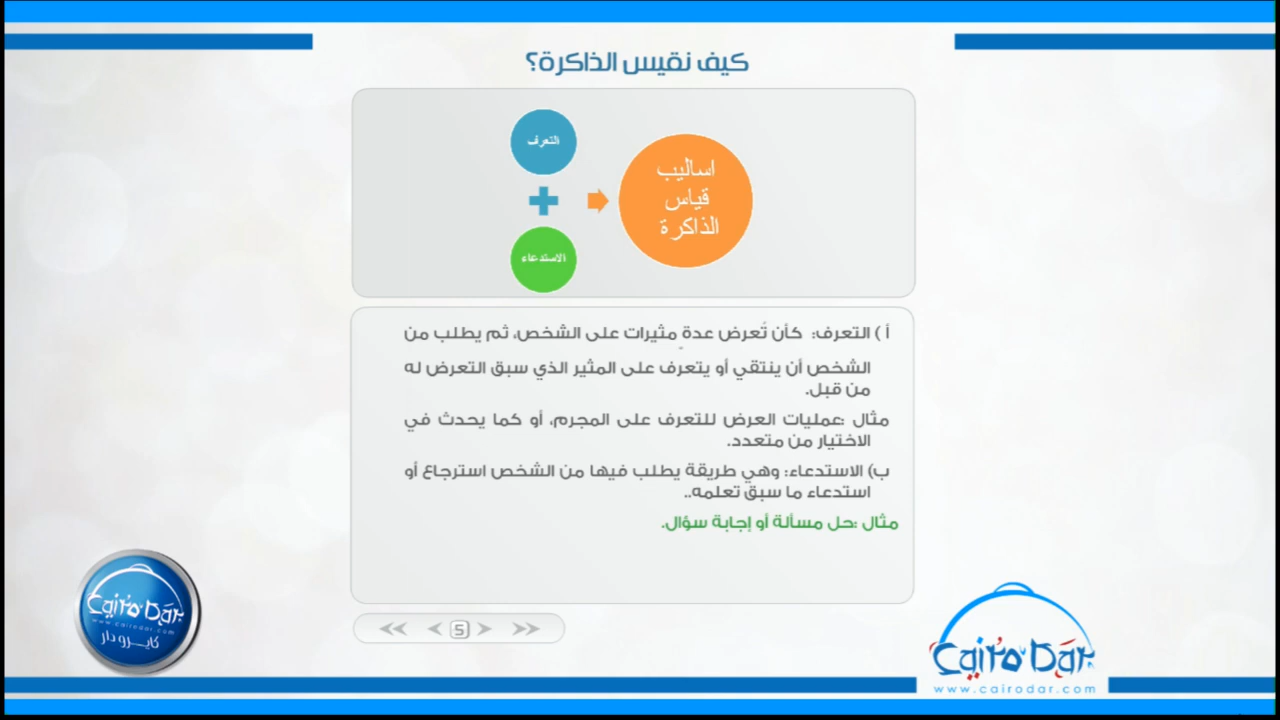 كيف نقيس الذاكرة؟
التعرف
اساليب
قياس
الذاكرة
الاستدعاء
أ ) التعرف: كأن تُعرض عدة مثيرات على الشخص، ثم يطلب من
الشخص أن ينتقي أو يتعرف على المثير الذي سبق التعرض له
من قبل.
مثال :عمليات العرض للتعرف على المجرم، أو كما يحدث في
الاختيار من متعدد.
ب) الاستدعاء: وهي طريقة يطلب فيها من الشخص استرجاع أو
استدعاء ما سبق تعلمه..
مثال :حل مسألة أو إجابة سؤال.
5
Cairo Dar
www.cairodar.com
كايرو دار
Cairo Dar
www.cairodar.com